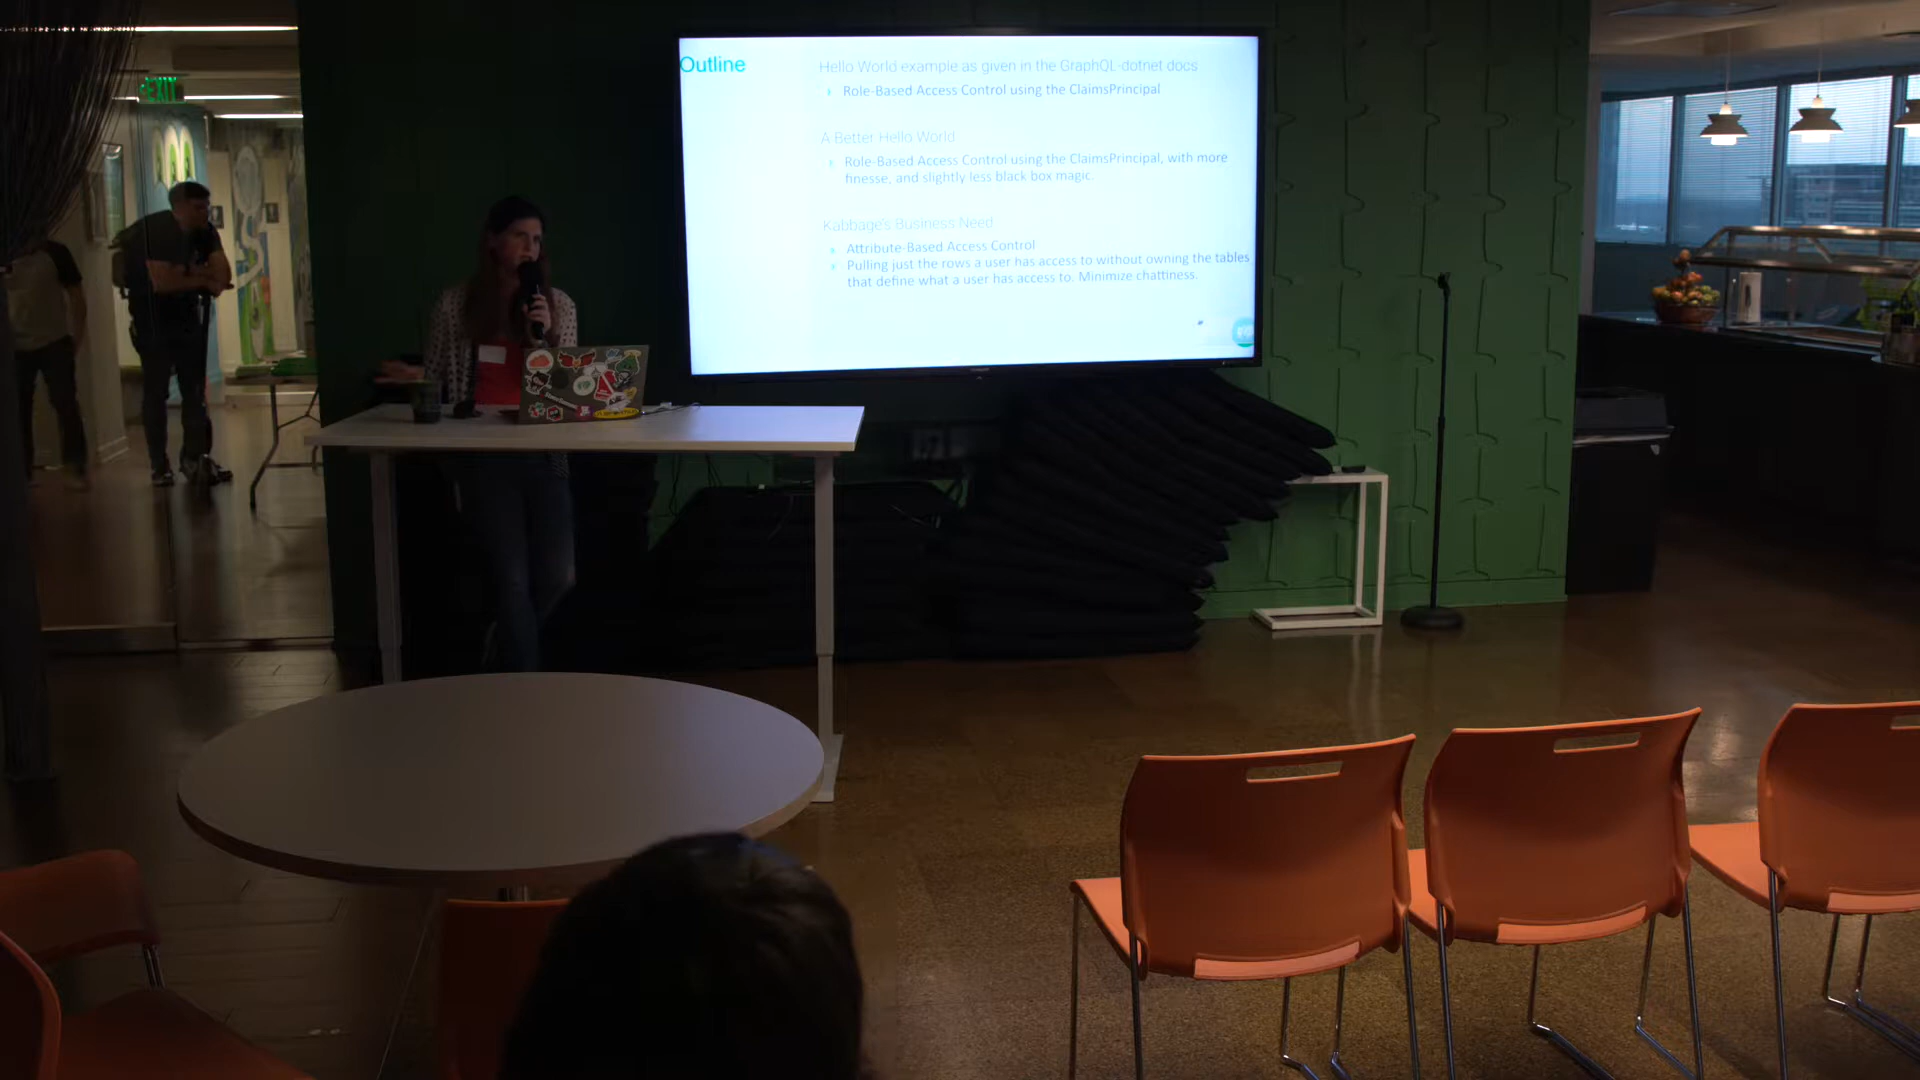 EXIT
Outline
Hello World example as given in the GraphQL-dotnet docs
Role-Based Access Control using the ClaimsPrincipal
A Better Hello World
Role-Based Access Control using the ClaimsPrincipal, with more
finesse, and slightly less black box magic.
Kabbage's Business Need
Attribute-Based Access Control
Pulling just the rows a user has access to without owning the tables
that define what a user has access to. Minimize chattiness.